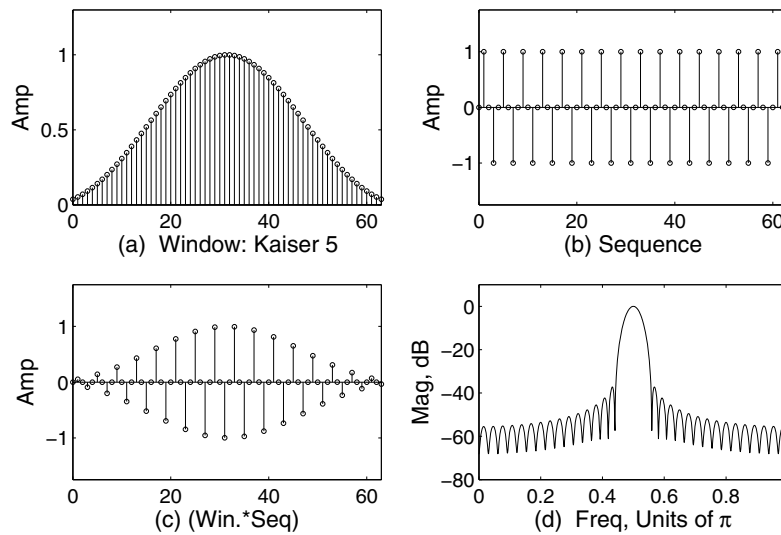 1
0.5
0
Amp
0 20 40 60
(a) Window: Kaiser 5
1
0
−1
Amp
0 20 40 60
(b) Sequence
1
0
−1
Amp
0 20 40 60
(c) (Win.*Seq)
0
−20
−40
−60
−80
Mag, dB
0 0.2 0.4 0.6 0.8
(d) Freq, Units of π